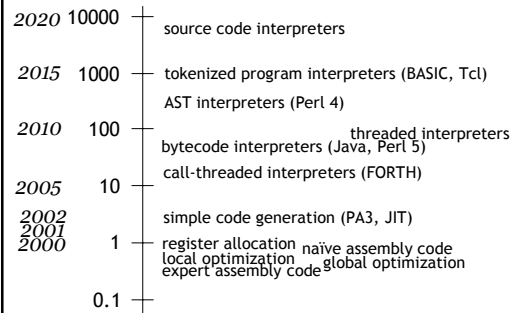 2020 10000 source code interpreters
2015 1000 tokenized program interpreters (BASIC, Tcl)
AST interpreters (Perl 4)
2010 100 threaded interpreters
bytecode interpreters (Java, Perl 5)
call-threaded interpreters (FORTH)
2005 10
2002 simple code generation (PA3, JIT)
2001
2000 1 register allocation naïve assembly code
local optimization global optimization
expert assembly code
0.1